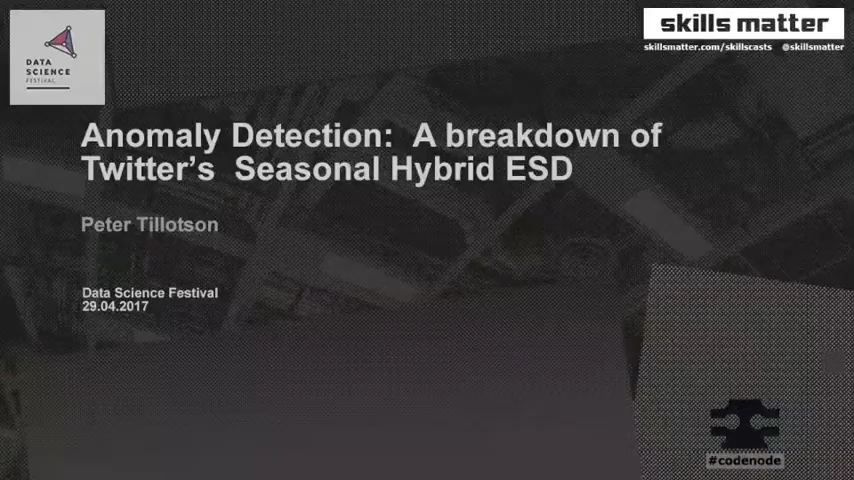 DATA
SCIENCE
FESTIVAL
skills matter
skillsmatter.com/skillscasts @skillsmatter
Anomaly Detection: A breakdown of
Twitter's Seasonal Hybrid ESD
Peter Tillotson
Data Science Festival
29.04.2017
#codenode